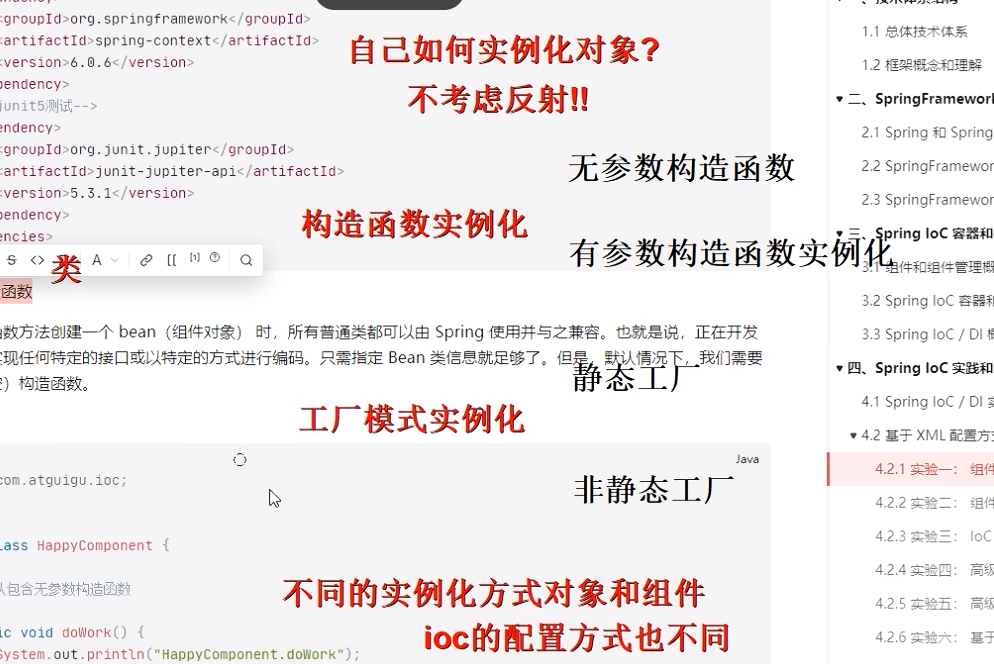 <groupId>org.springframework</groupId>
<artifactId>spring-context</artifactId>
<version>6.0.6</version>
pendency>
junit5测试-->
endency>
<groupId>org.junit.jupiter</groupId>
<artifactId>junit-jupiter-api</artifactId>
<version>5.3.1</version>
pendency>
encies>
自己如何实例化对象?
不考虑反射!!
无参数构造函数
构造函数实例化
有参数构造函数实例化
类
函数
函数方法创建一个 bean（组件对象） 时，所有普通类都可以由 Spring 使用并与之兼容。也就是说，正在开发
实现任何特定的接口或以特定的方式进行编码。只需指定 Bean 类信息就足够了。但是，默认情况下，我们需要
）构造函数。
静态工厂
工厂模式实例化
非静态工厂
Java
com.atguigu.ioc;
lass HappyComponent {
认包含无参数构造函数
ic void doWork() {
System.out.println("HappyComponent.doWork");
不同的实例化方式对象和组件
ioc的配置方式也不同
一、技术体系结构
1.1 总体技术体系
1.2 框架概念和理解
二、SpringFramework
2.1 Spring 和 Spring
2.2 SpringFramewor
2.3 SpringFramewor
三、Spring IoC 容器和
3.1 组件和组件管理概
3.2 Spring IoC 容器和
3.3 Spring IoC / DI 概
四、Spring IoC 实践和
4.1 Spring IoC / DI 实
4.2 基于 XML 配置方式
4.2.1 实验一： 组件
4.2.2 实验二： 组件
4.2.3 实验三： IoC
4.2.4 实验四： 高级
4.2.5 实验五： 高级
4.2.6 实验六： 基于